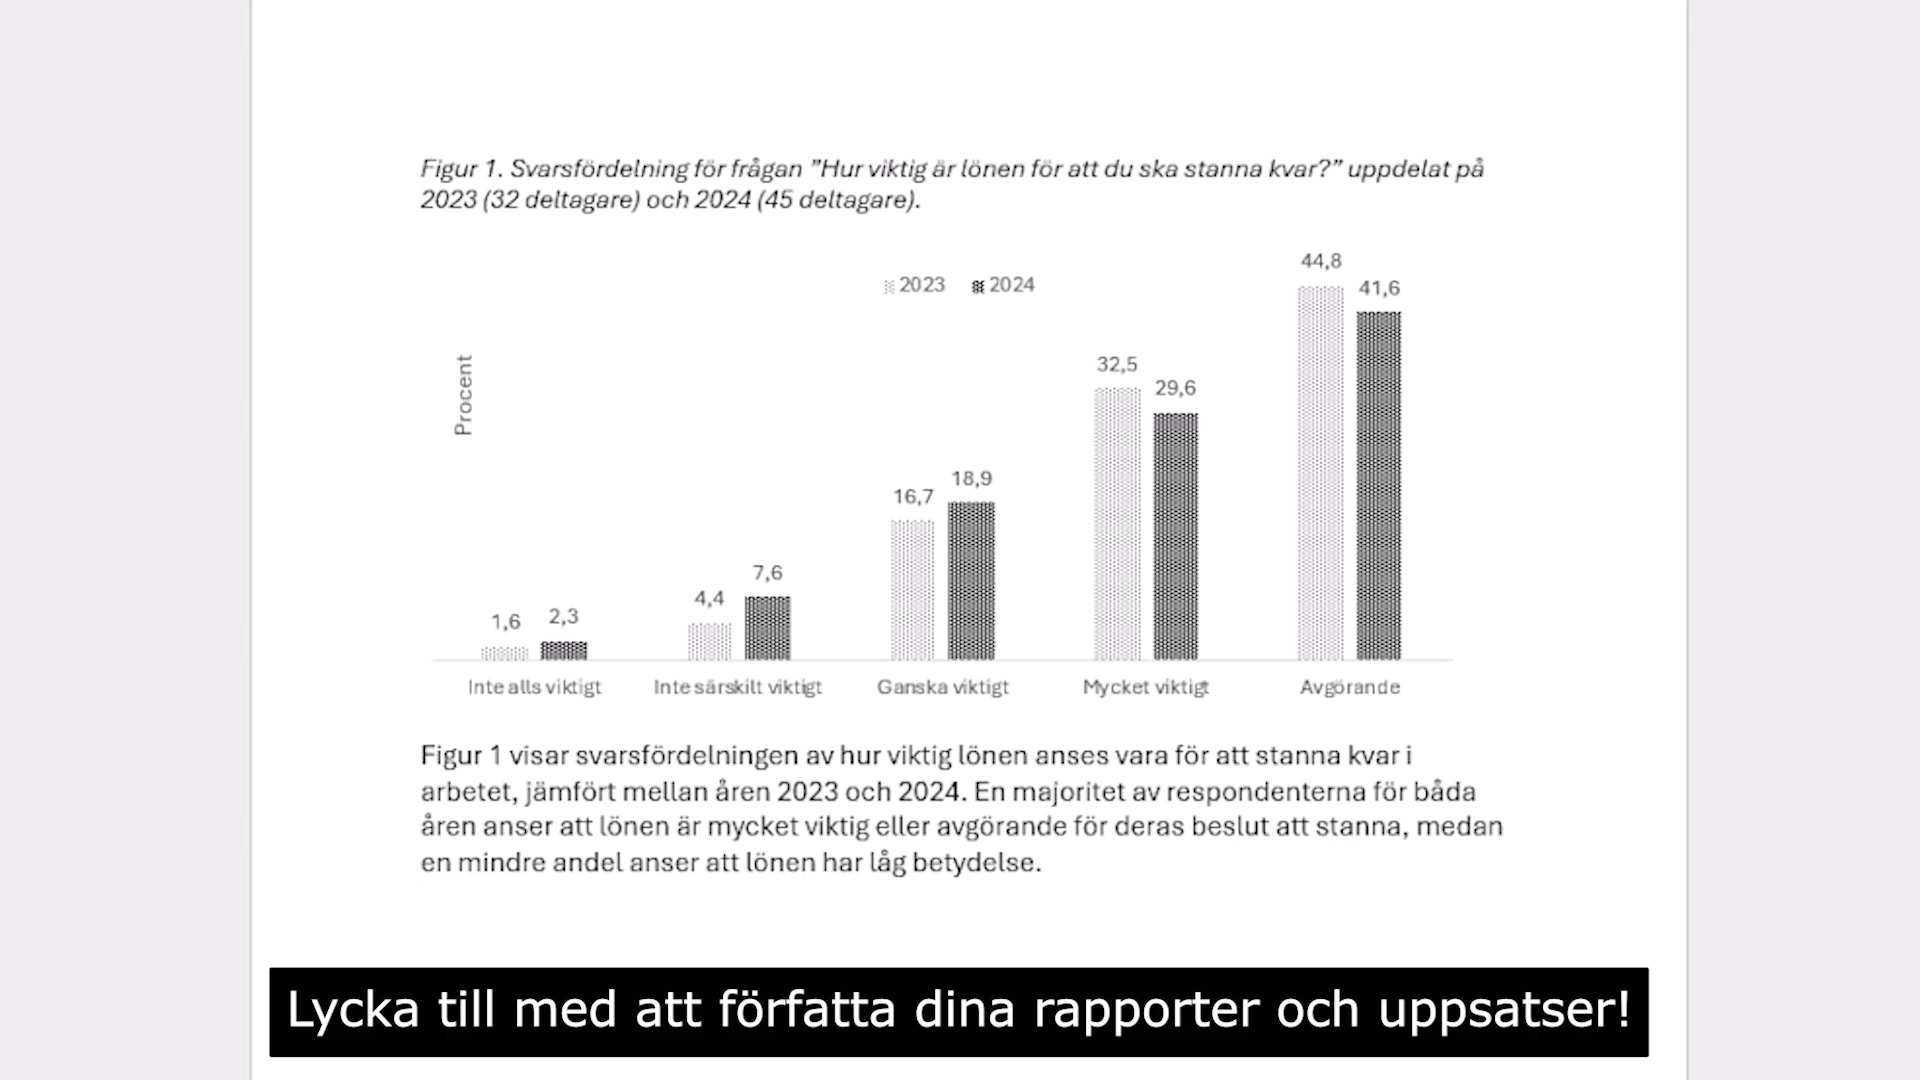 Figur 1. Svarsfördelning för frågan ”Hur viktig är lönen för att du ska stanna kvar?” uppdelat på
2023 (32 deltagare) och 2024 (45 deltagare).
2023 2024
Procent
1,6 2,3 4,4 7,6 16,7 18,9 32,5 29,6 44,8 41,6
Inte alls viktigt Inte särskilt viktigt Ganska viktigt Mycket viktigt Avgörande
Figur 1 visar svarsfördelningen av hur viktig lönen anses vara för att stanna kvar i
arbetet, jämfört mellan åren 2023 och 2024. En majoritet av respondenterna för båda
åren anser att lönen är mycket viktig eller avgörande för deras beslut att stanna, medan
en mindre andel anser att lönen har låg betydelse.
Lycka till med att författa dina rapporter och uppsatser!